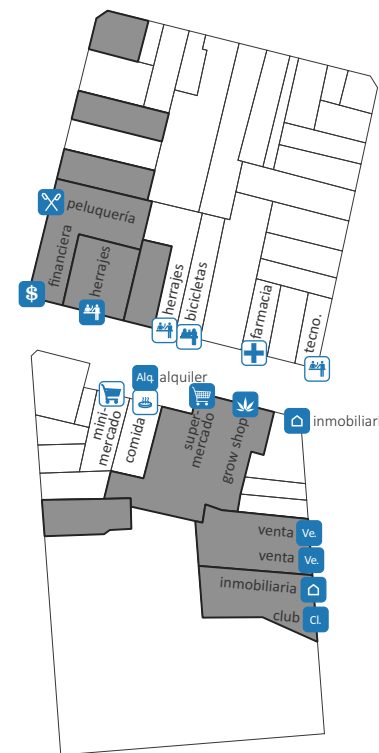 peluquería
financiera
$
herrajes
herrajes
bicicletas
farmacia
tecno.
Alq.
alquiler
mini-
mercado
comida
super-
mercado
grow shop
inmobiliari
venta
Ve.
venta
Ve.
inmobiliaria
club
Cl.